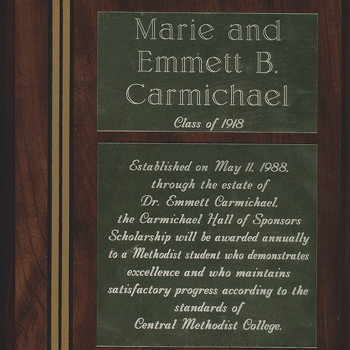 Marie and
Emmett B.
Carmichael
Class of 1918
Established on May 11, 1988,
through the estate of
Dr. Emmett Carmichael,
the Carmichael Hall of Sponsors
Scholarship will be awarded annually
to a Methodist student who demonstrates
excellence and who maintains
satisfactory progress according to the
standards of
Central Methodist College.